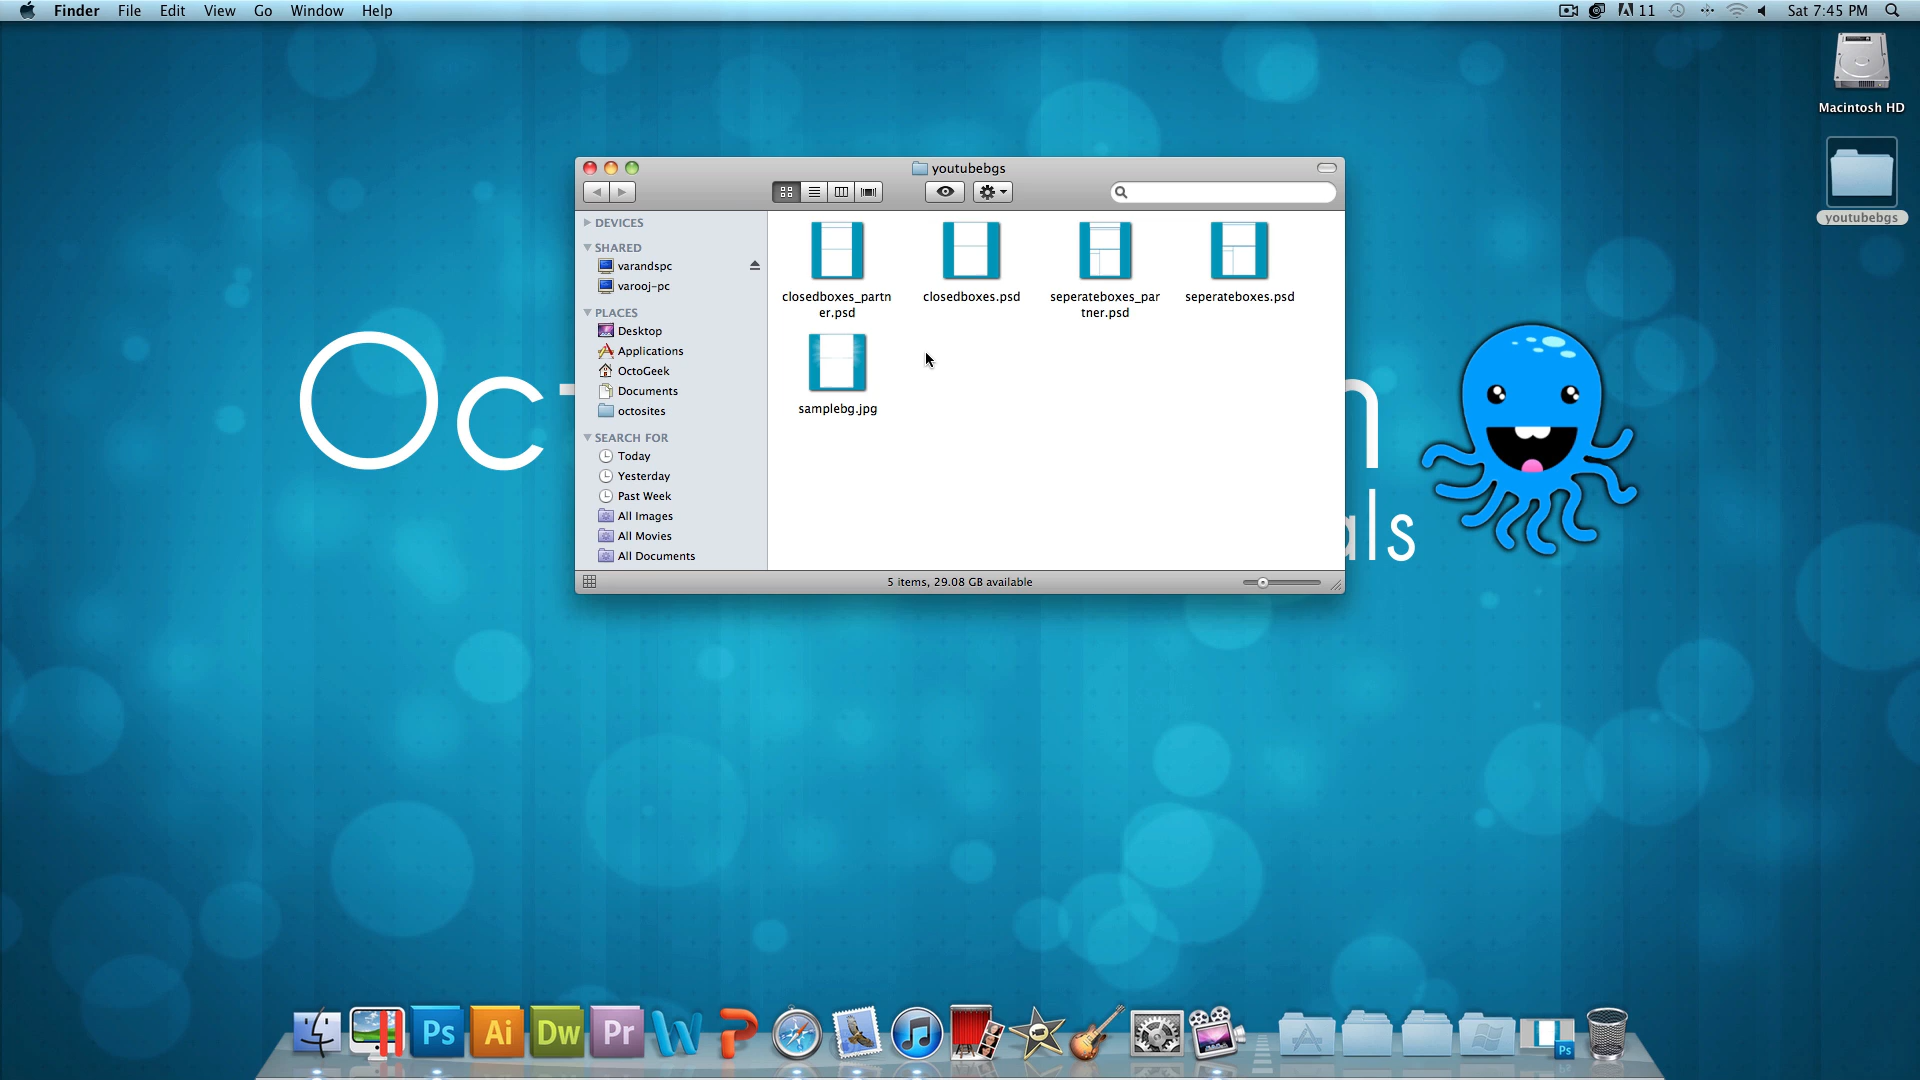 Finder File Edit View Go Window Help
11 Sat 7:45 PM
Macintosh HD
youtubebgs
youtubebgs
DEVICES
SHARED
varandspc
varooj-pc
PLACES
Desktop
Applications
OctoGeek
Documents
octosites
SEARCH FOR
Today
Yesterday
Past Week
All Images
All Movies
All Documents
closedboxes_partn
er.psd
closedboxes.psd
seperateboxes_par
tner.psd
seperateboxes.psd
samplebg.jpg
5 items, 29.08 GB available
Oct
n
als
Ps Ai Dw Pr
Ps